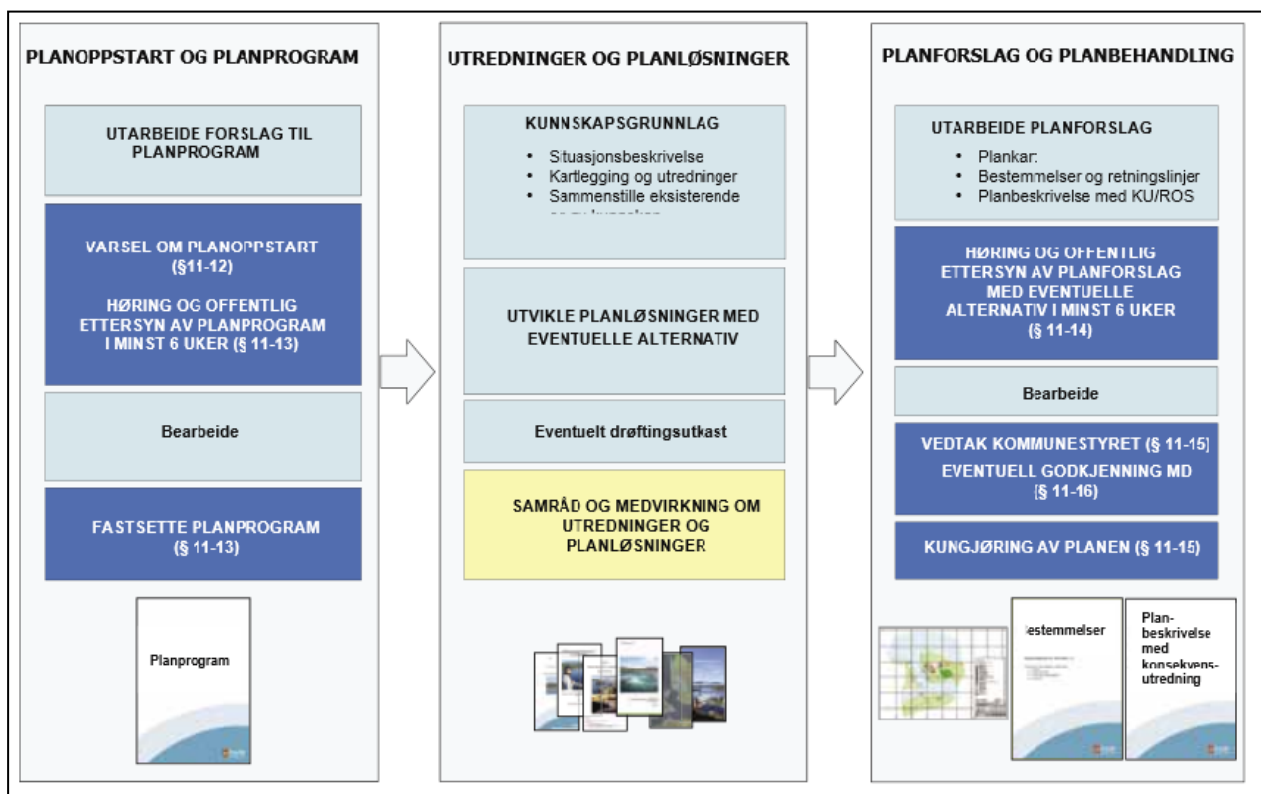 PLANOPPSTART OG PLANPROGRAM
UTARBEIDE FORSLAG TIL
PLANPROGRAM
VARSEL OM PLANOPPSTART
(§11-12)
HØRING OG OFFENTLIG
ETTERSYN AV PLANPROGRAM
I MINST 6 UKER (§ 11-13)
Bearbeide
FASTSETTE PLANPROGRAM
(§ 11-13)
Planprogram
UTREDNINGER OG PLANLØSNINGER
KUNNSKAPSGRUNNLAG
• Situasjonsbeskrivelse
• Kartlegging og utredninger
• Sammenstille eksisterende
UTVIKLE PLANLØSNINGER MED
EVENTUELLE ALTERNATIV
Eventuelt drøftingsutkast
SAMRÅD OG MEDVIRKNING OM
UTREDNINGER OG
PLANLØSNINGER
PLANFORSLAG OG PLANBEHANDLING
UTARBEIDE PLANFORSLAG
• Plankar:
• Bestemmelser og retningslinjer
• Planbeskrivelse med KU/ROS
HØRING OG OFFENTLIG
ETTERSYN AV PLANFORSLAG
MED EVENTUELLE
ALTERNATIV I MINST 6 UKER
(§ 11-14)
Bearbeide
VEDTAK KOMMUNESTYRET (§ 11-15)
EVENTUELL GODKJENNING MD
(§ 11-16)
KUNGJØRING AV PLANEN (§ 11-15)
estemmelser
Plan-
beskrivelse
med
konsekvens-
utredning